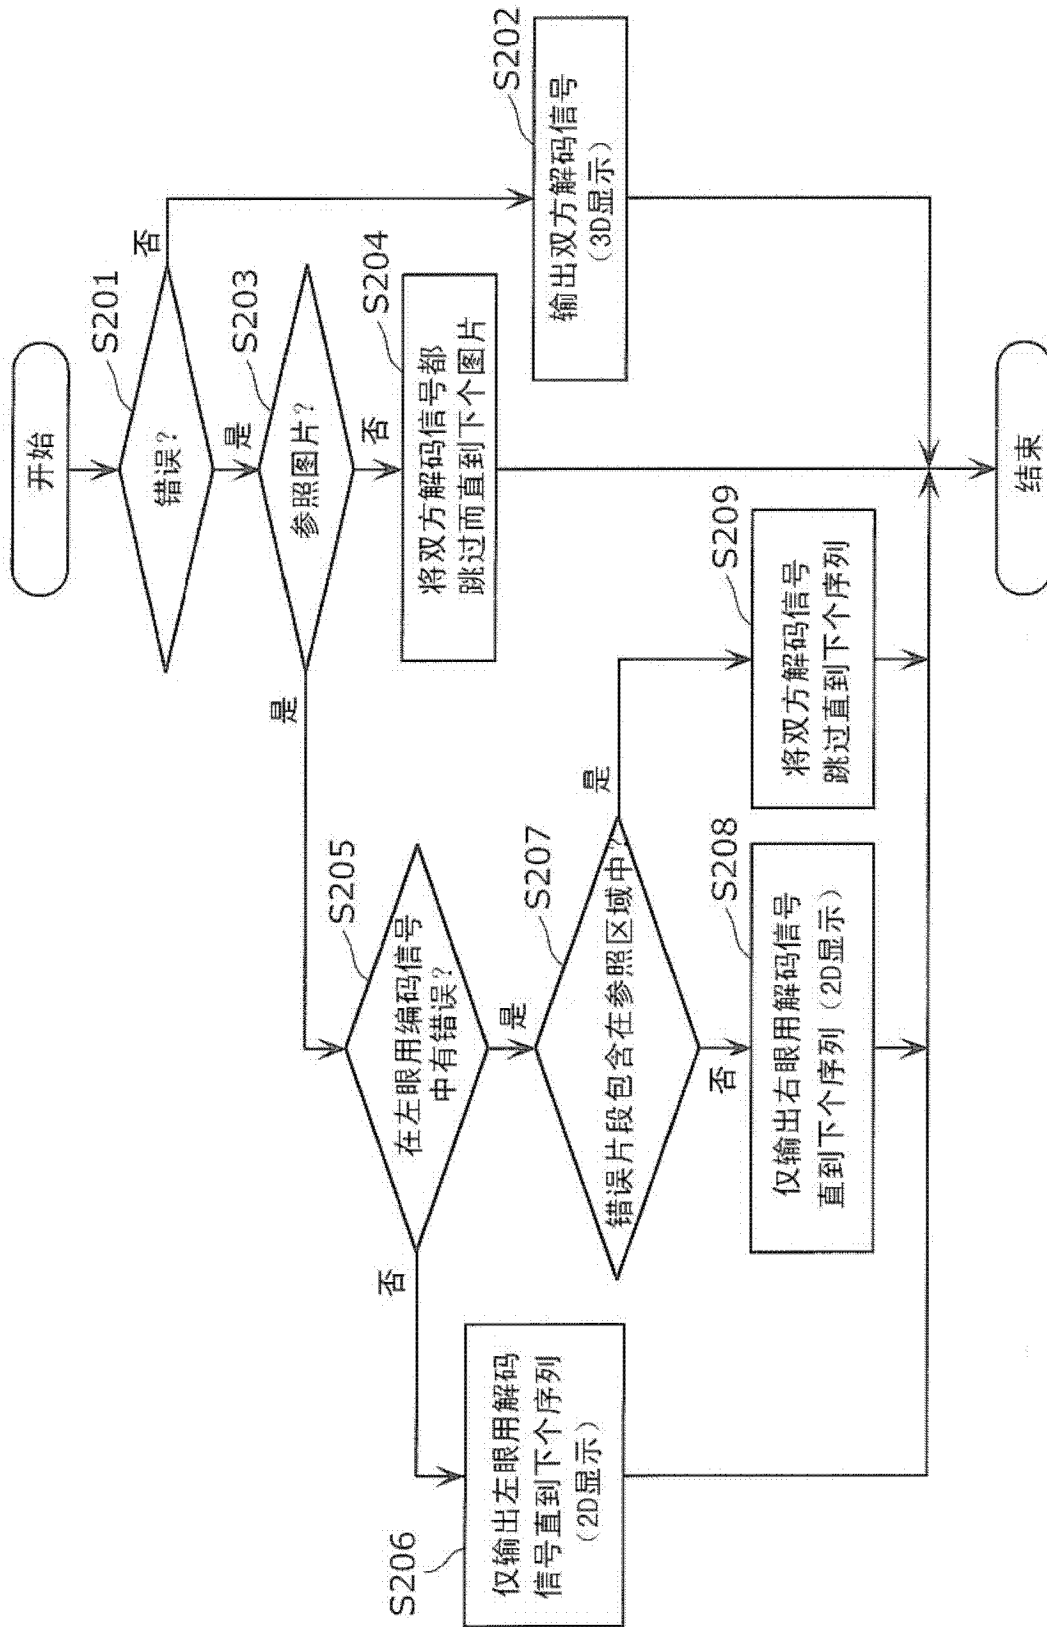 开始
S201
错误？
否
是
S203
参照图片？
是
否
S202
输出双方解码信号
（3D显示）
S204
将双方解码信号都
跳过而直到下个图片
S205
在左眼用编码信号
中有错误？
否
是
S206
仅输出左眼用解码
信号直到下个序列
（2D显示）
S207
错误片段包含在参照区域中？
是
否
S208
仅输出右眼用解码信号
直到下个序列（2D显示）
S209
将双方解码信号
跳过直到下个序列
结束